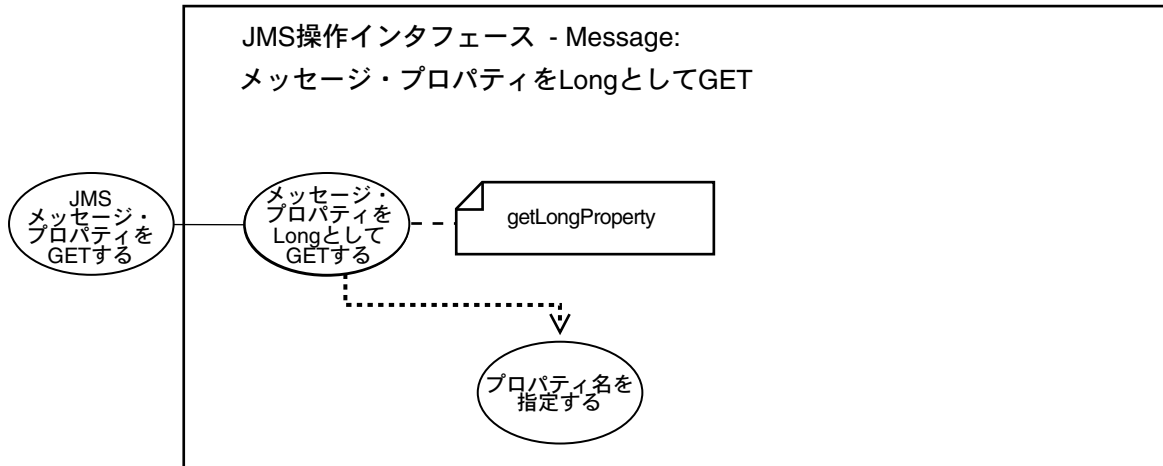 JMS操作インタフェース - Message:
メッセージ・プロパティをLongとしてGET
JMS
メッセージ・
プロパティを
GETする
メッセージ・
プロパティを
Longとして
GETする
getLongProperty
プロパティ名を
指定する